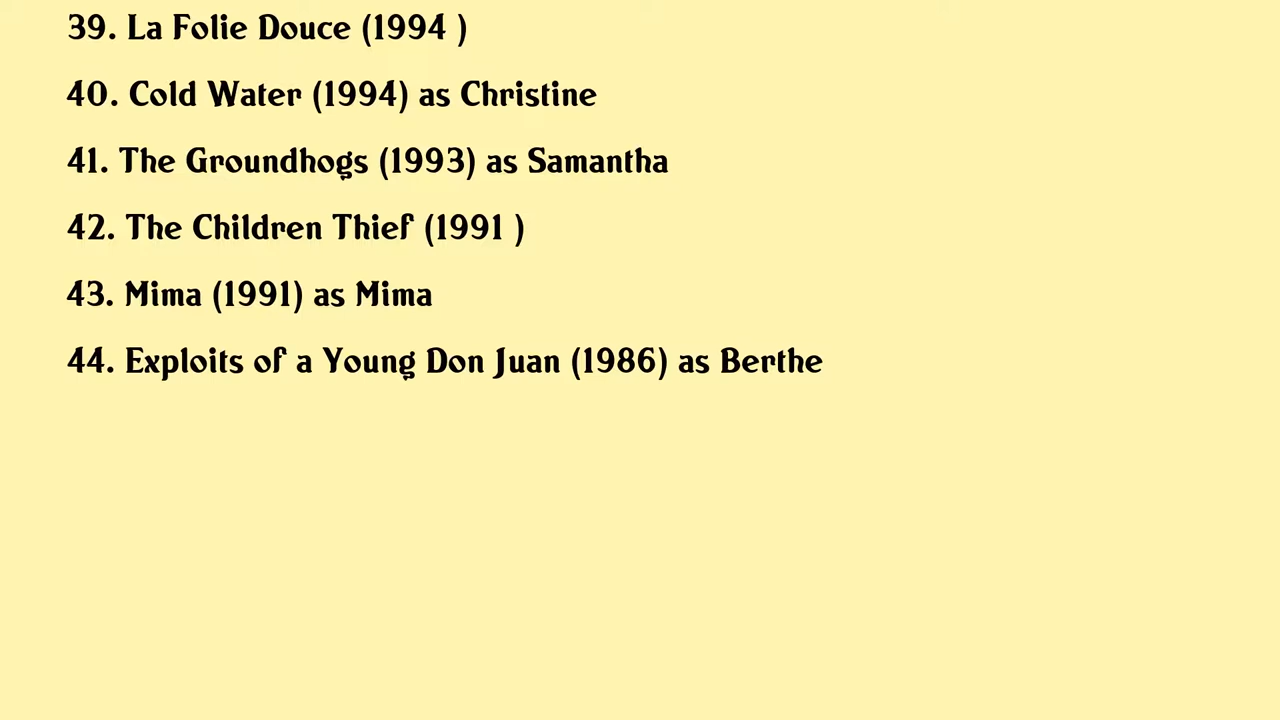 39. La Folie Douce (1994 )
40. Cold Water (1994) as Christine
41. The Groundhogs (1993) as Samantha
42. The Children Thief (1991 )
43. Mima (1991) as Mima
44. Exploits of a Young Don Juan (1986) as Berthe